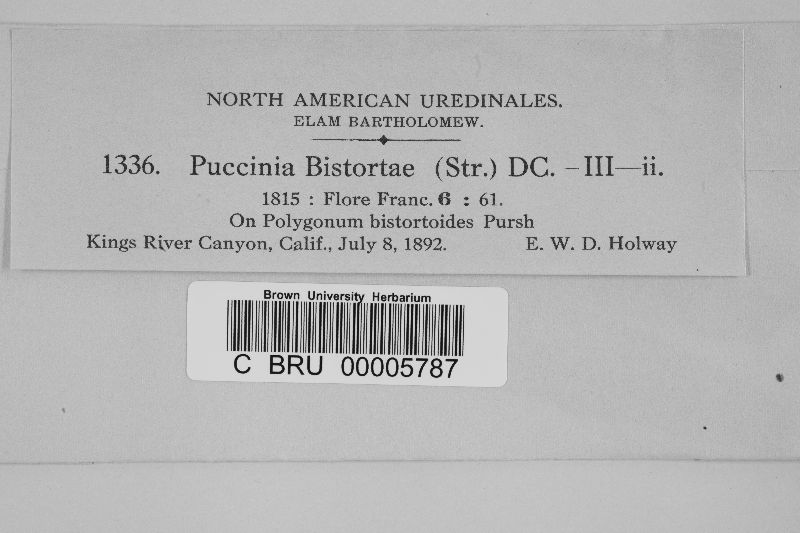 NORTH AMERICAN UREDINALES.
ELAM BARTHOLOMEW.
1336. Puccinia Bistortae (Str.) DC. – III—ii.
1815 : Flore Franc. 6 : 61.
On Polygonum bistortoides Pursh
Kings River Canyon, Calif., July 8, 1892. E. W. D. Holway
Brown University Herbarium
C BRU 00005787